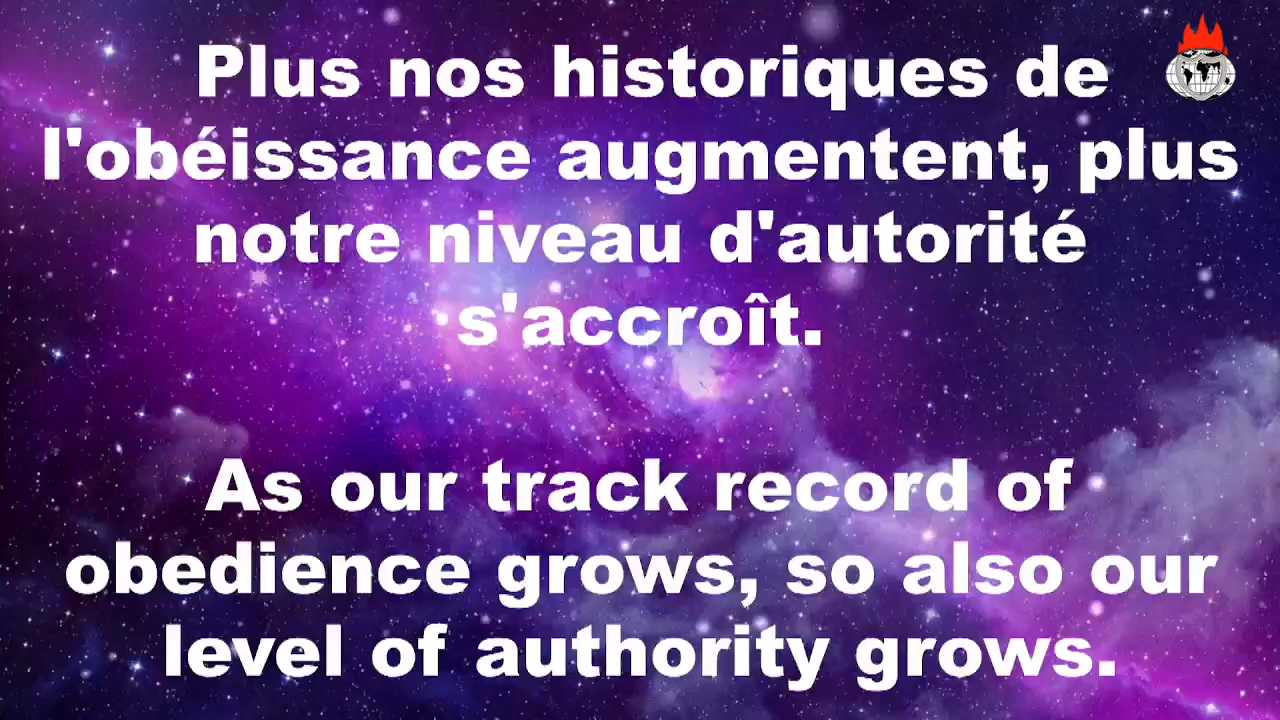 Plus nos historiques de
l'obéissance augmentent, plus
notre niveau d'autorité
s'accroît.
As our track record of
obedience grows, so also our
level of authority grows.